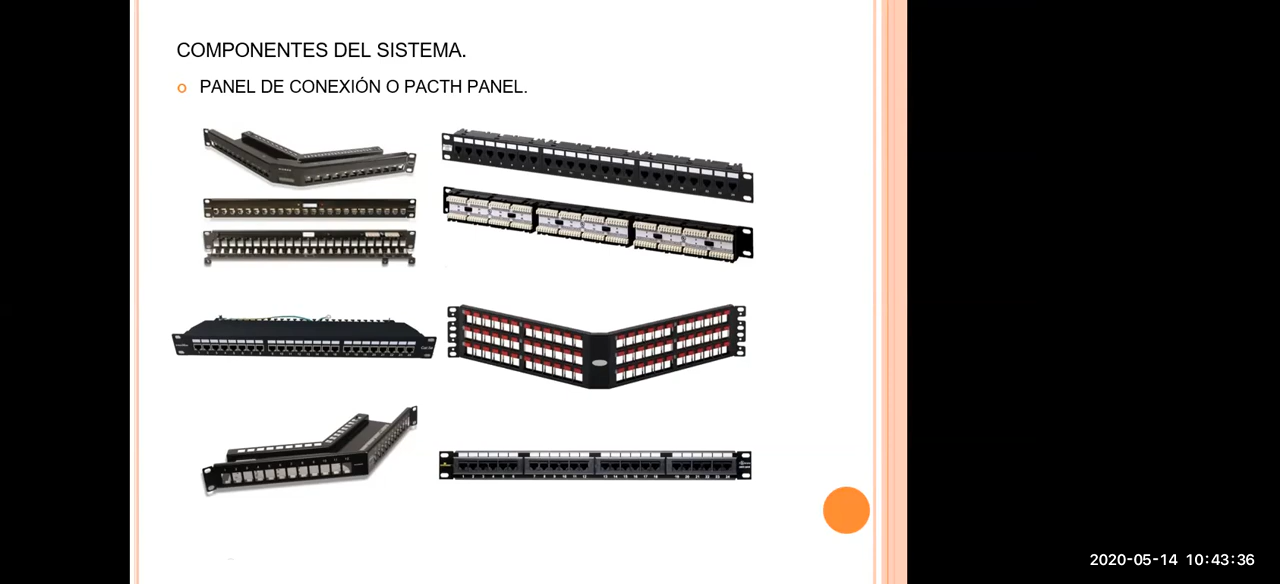 COMPONENTES DEL SISTEMA.
PANEL DE CONEXIÓN O PACTH PANEL.
2020-05-14 10:43:36